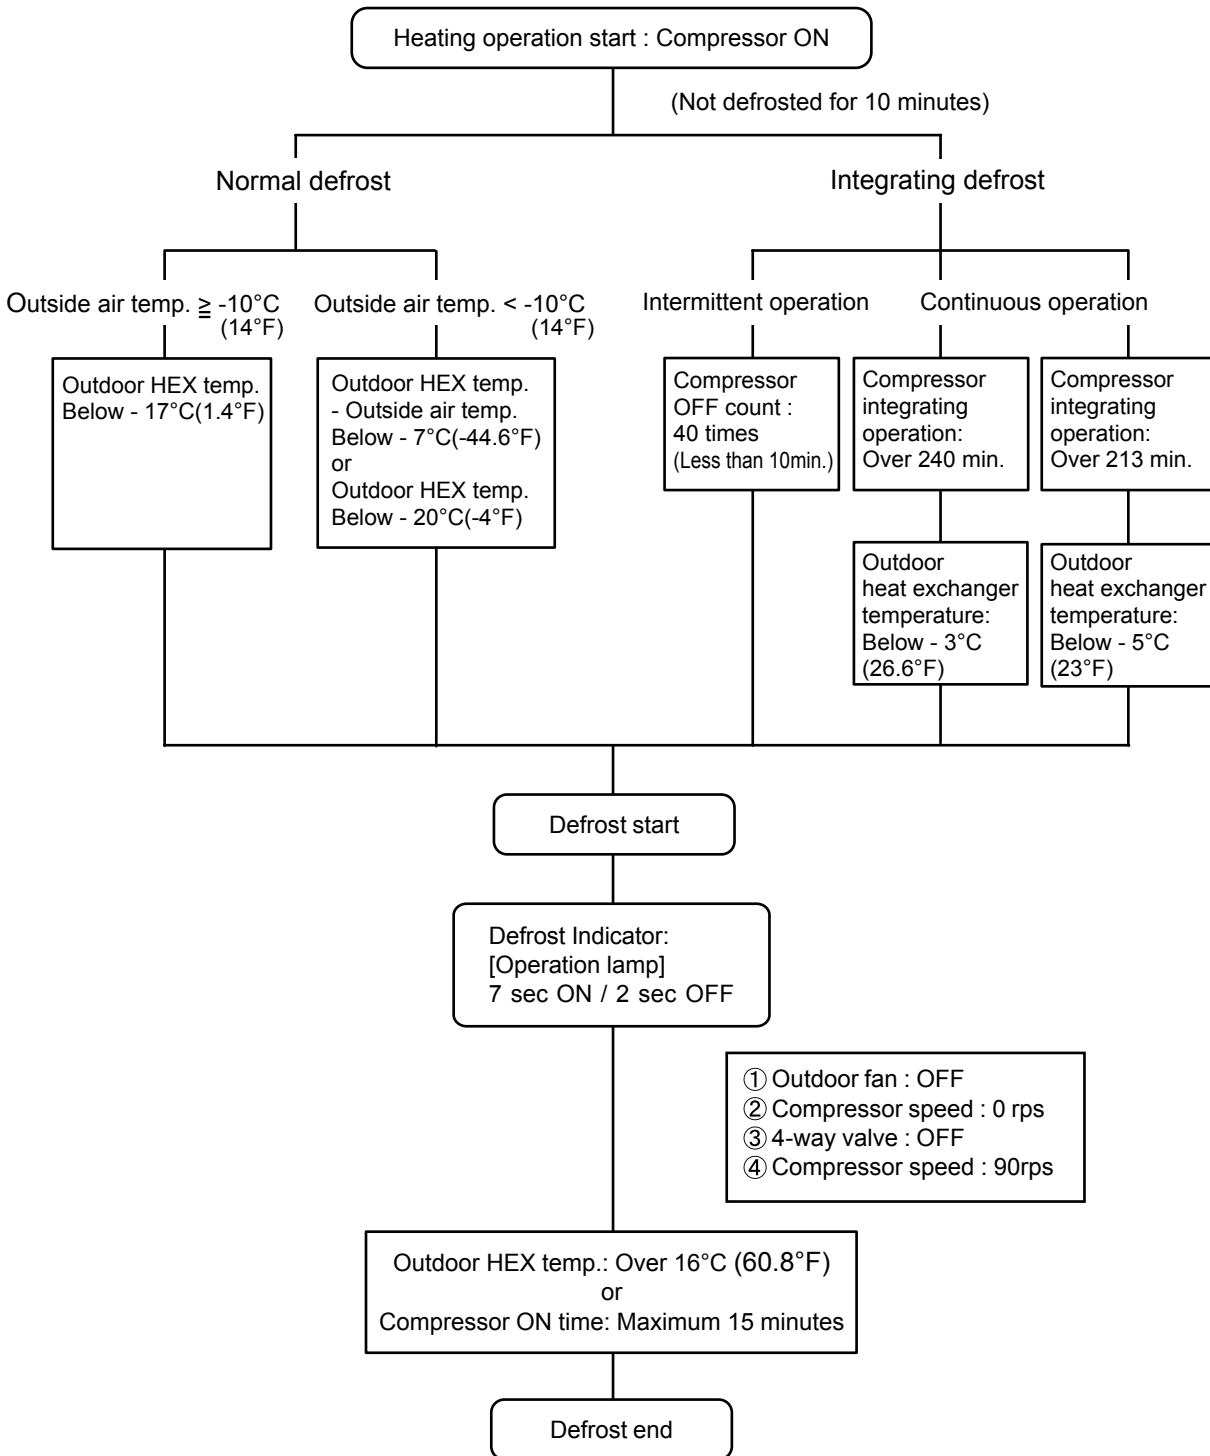 Heating operation start : Compressor ON
(Not defrosted for 10 minutes)
Normal defrost
Integrating defrost
Outside air temp. ≧ -10°C
(14°F)
Outside air temp. < -10°C
(14°F)
Intermittent operation
Continuous operation
Outdoor HEX temp.
Below - 17°C(1.4°F)
Outdoor HEX temp.
- Outside air temp.
Below - 7°C(-44.6°F)
or
Outdoor HEX temp.
Below - 20°C(-4°F)
Compressor
OFF count :
40 times
(Less than 10min.)
Compressor
integrating
operation:
Over 240 min.
Compressor
integrating
operation:
Over 213 min.
Outdoor
heat exchanger
temperature:
Below - 3°C
(26.6°F)
Outdoor
heat exchanger
temperature:
Below - 5°C
(23°F)
Defrost start
Defrost Indicator:
[Operation lamp]
7 sec ON / 2 sec OFF
① Outdoor fan : OFF
② Compressor speed : 0 rps
③ 4-way valve : OFF
④ Compressor speed : 90rps
Outdoor HEX temp.: Over 16°C (60.8°F)
or
Compressor ON time: Maximum 15 minutes
Defrost end